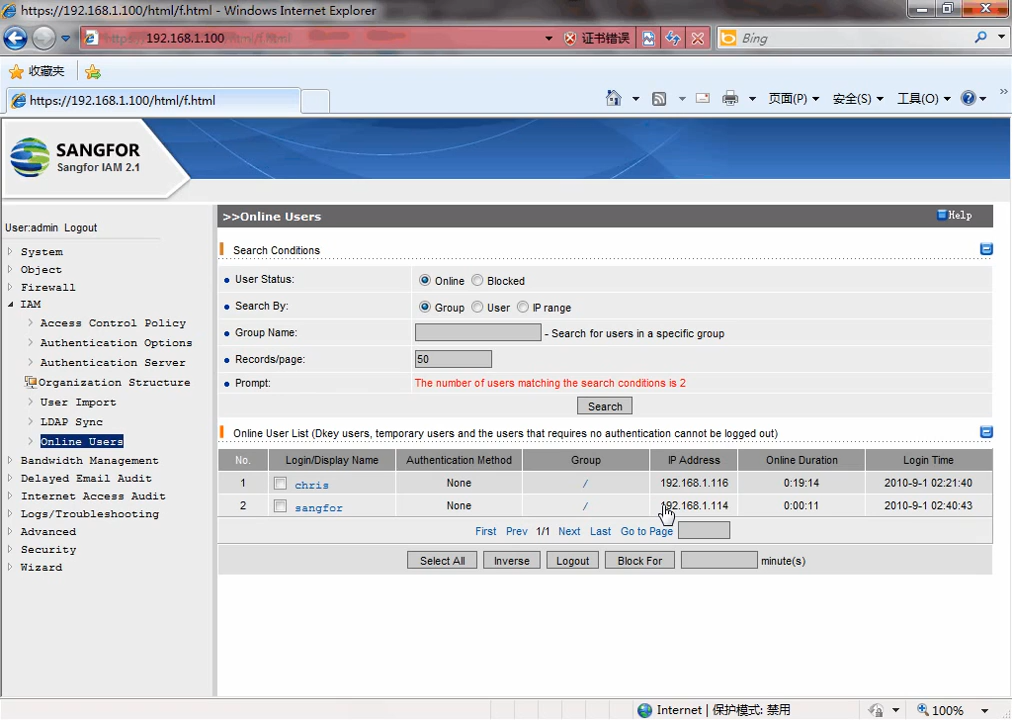 https://192.168.1.100/html/f.html - Windows Internet Explorer
192.168.1.100 证书错误 Bing
收藏夹
https://192.168.1.100/html/f.html 页面(P) 安全(S) 工具(O) »
SANGFOR
Sangfor IAM 2.1
User:admin Logout
System
Object
Firewall
IAM
Access Control Policy
Authentication Options
Authentication Server
Organization Structure
User Import
LDAP Sync
Online Users
Bandwidth Management
Delayed Email Audit
Internet Access Audit
Logs/Troubleshooting
Advanced
Security
Wizard
>>Online Users Help
Search Conditions
User Status: Online Blocked
Search By: Group User IP range
Group Name: - Search for users in a specific group
Records/page: 50
Prompt: The number of users matching the search conditions is 2
Search
Online User List (Dkey users, temporary users and the users that requires no authentication cannot be logged out)
No. Login/Display Name Authentication Method Group IP Address Online Duration Login Time
1 chris None / 192.168.1.116 0:19:14 2010-9-1 02:21:40
2 sangfor None / 192.168.1.114 0:00:11 2010-9-1 02:40:43
First Prev 1/1 Next Last Go to Page
Select All Inverse Logout Block For minute(s)
Internet | 保护模式: 禁用 100%